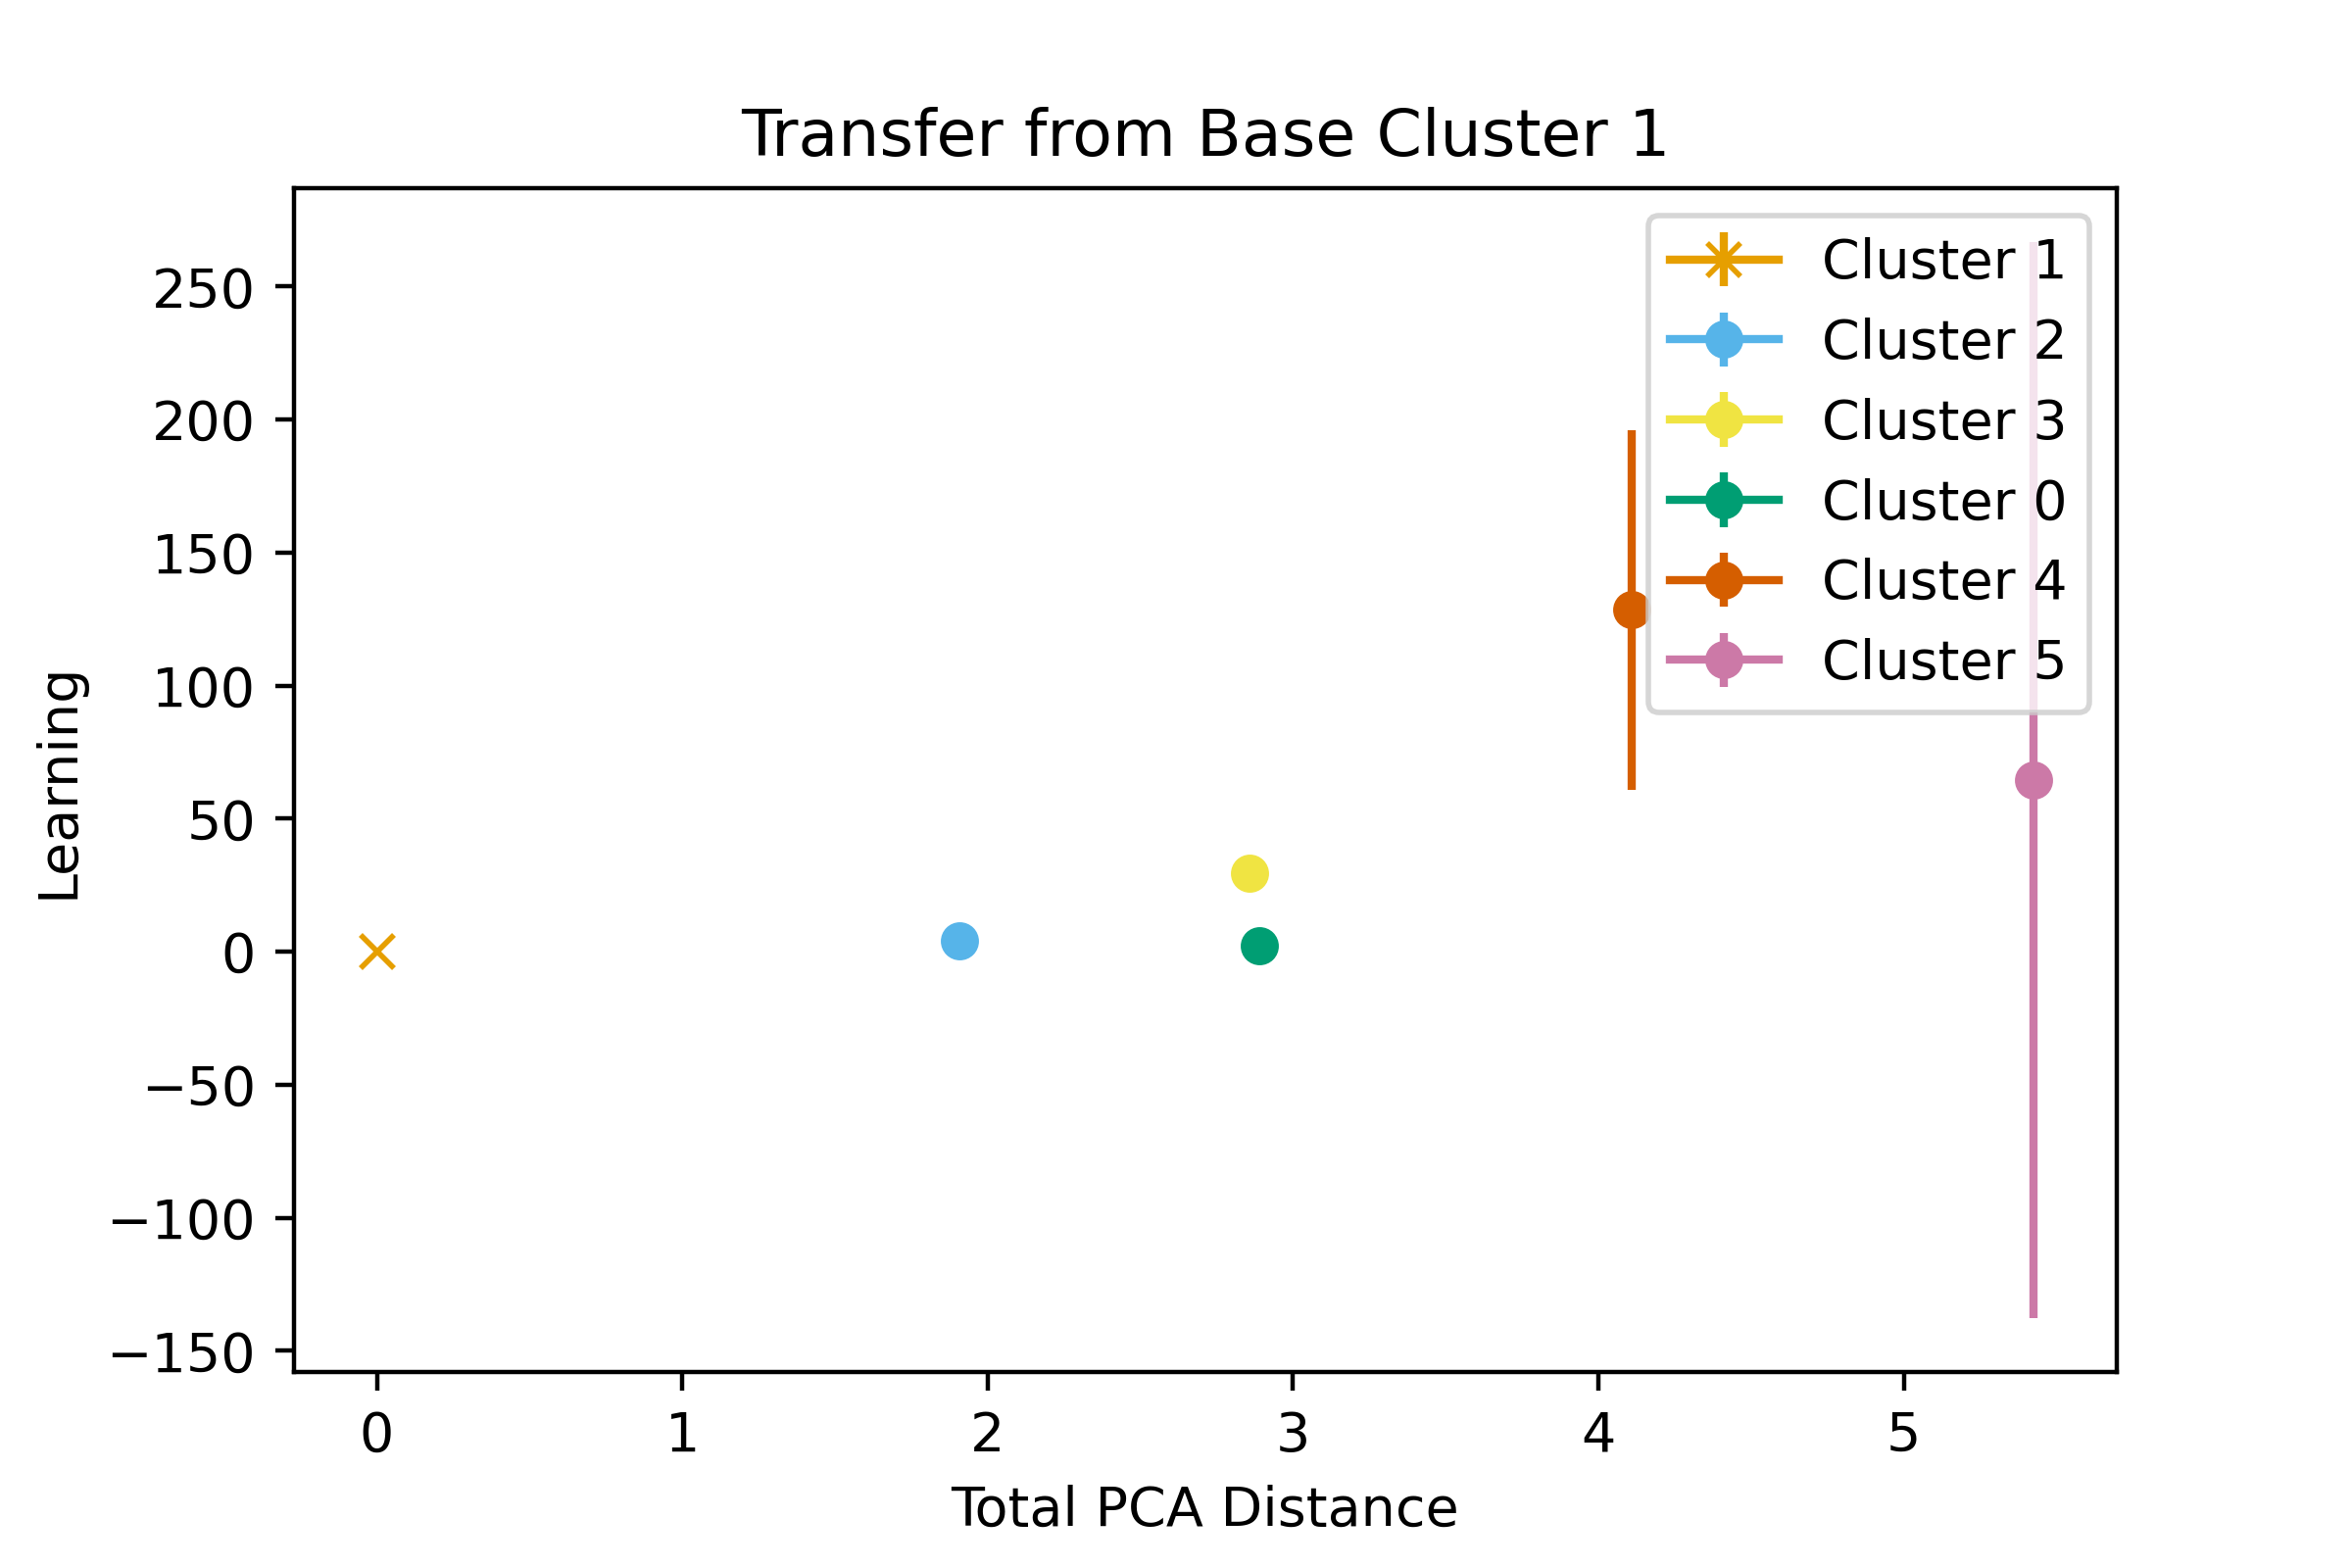 Transfer from Base Cluster 1
Learning
250
200
150
100
50
0
−50
−100
−150
Cluster 1
Cluster 2
Cluster 3
Cluster 0
Cluster 4
Cluster 5
0 1 2 3 4 5
Total PCA Distance